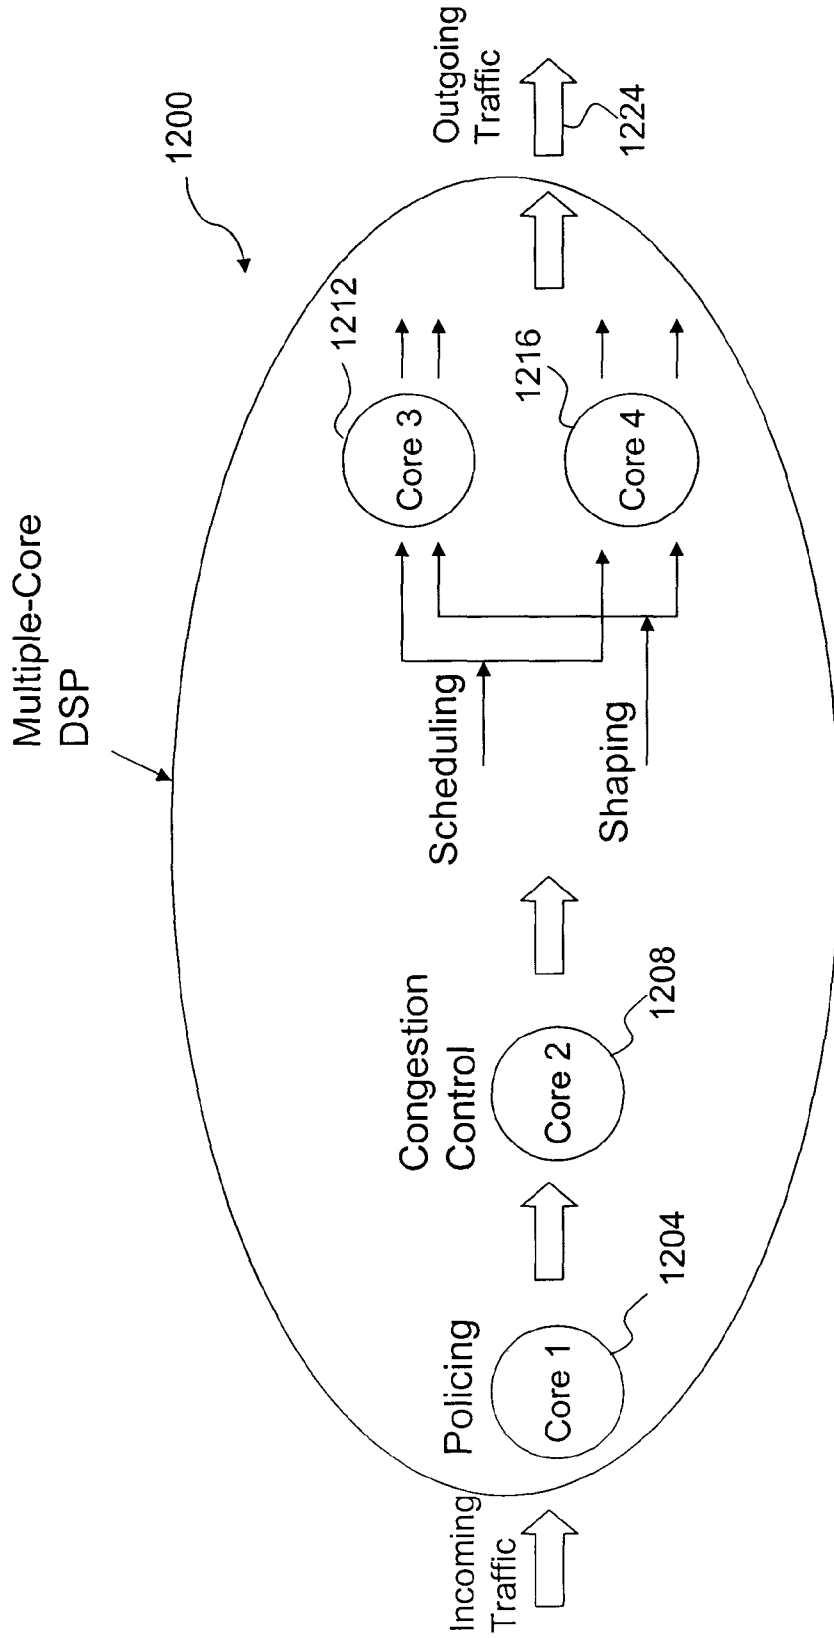 Multiple-Core
DSP
1200
Incoming
Traffic
Policing
Core 1
1204
Congestion
Control
Core 2
1208
Scheduling
Shaping
Core 3
1212
Core 4
1216
Outgoing
Traffic
1224